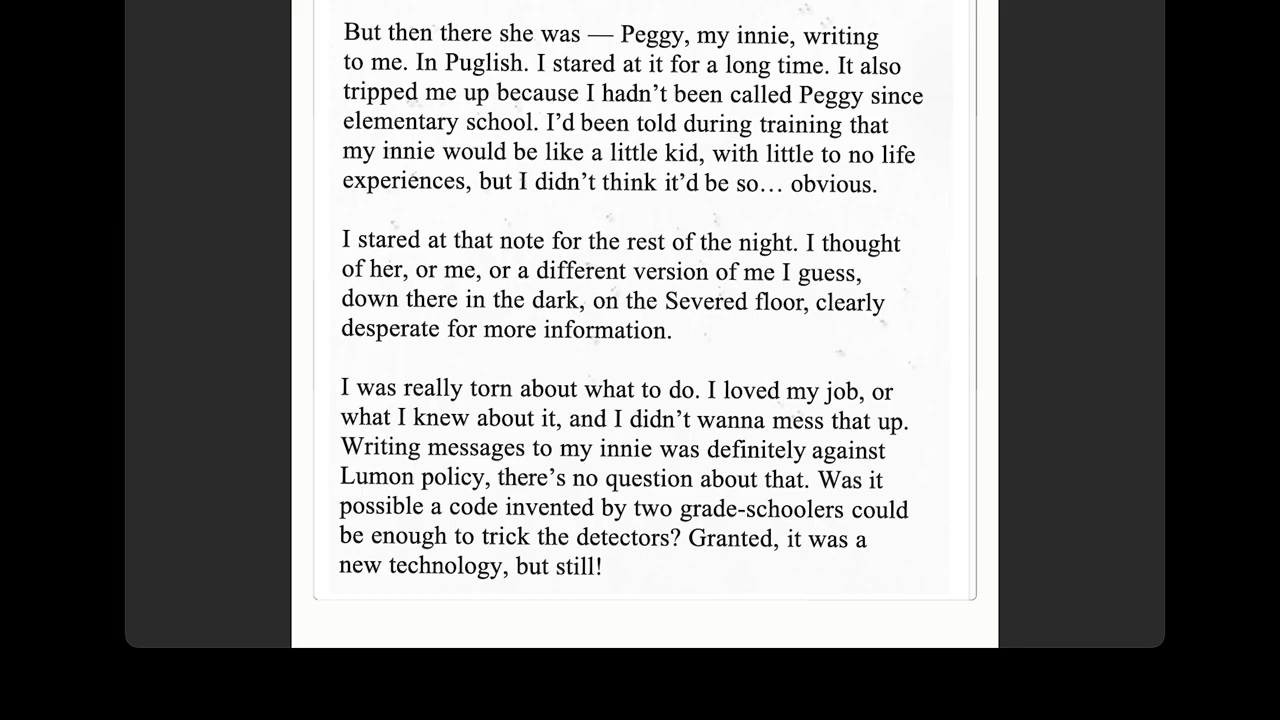 But then there she was — Peggy, my innie, writing
to me. In Puglish. I stared at it for a long time. It also
tripped me up because I hadn’t been called Peggy since
elementary school. I’d been told during training that
my innie would be like a little kid, with little to no life
experiences, but I didn’t think it’d be so… obvious.
I stared at that note for the rest of the night. I thought
of her, or me, or a different version of me I guess,
down there in the dark, on the Severed floor, clearly
desperate for more information.
I was really torn about what to do. I loved my job, or
what I knew about it, and I didn’t wanna mess that up.
Writing messages to my innie was definitely against
Lumon policy, there’s no question about that. Was it
possible a code invented by two grade-schoolers could
be enough to trick the detectors? Granted, it was a
new technology, but still!